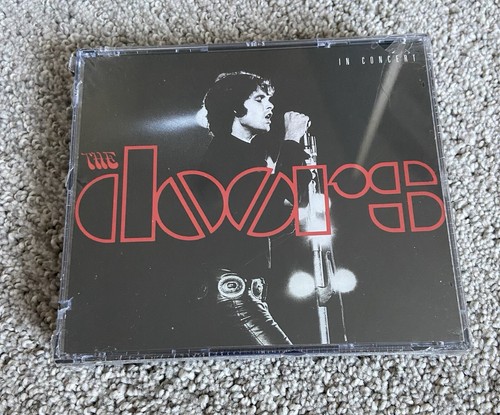 IN CONCERT
THE
doors